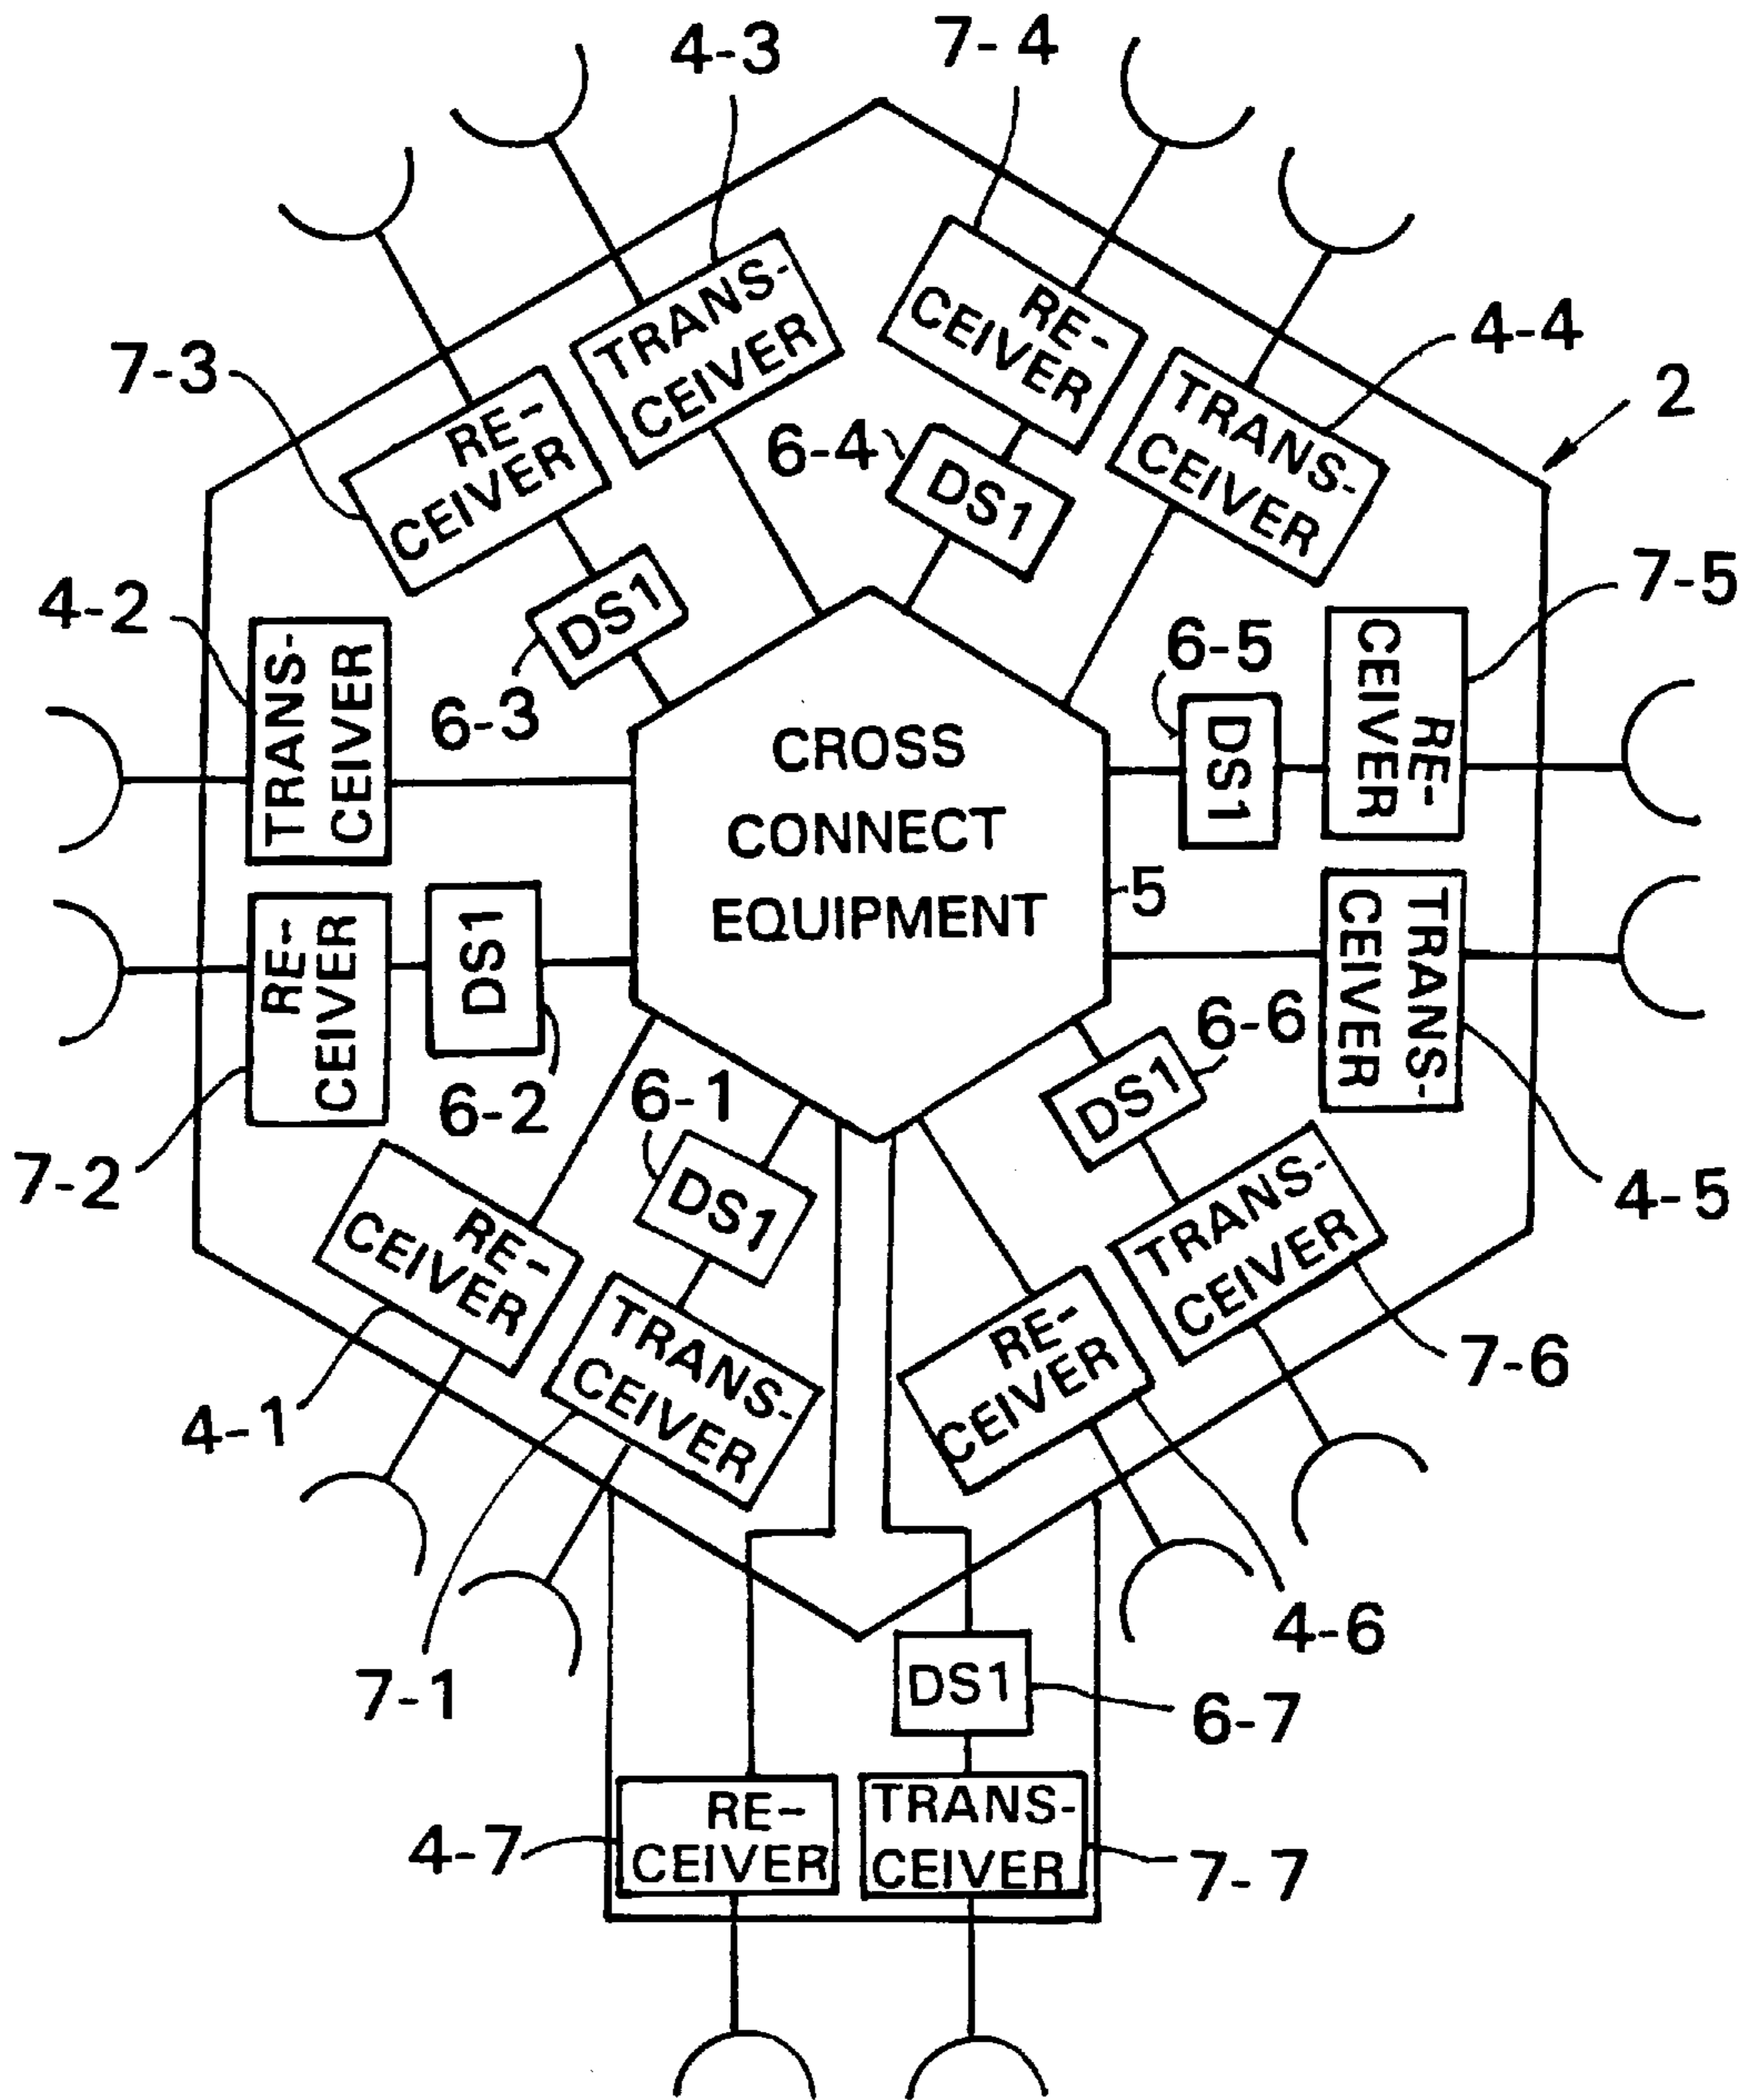 4-3
7-4
TRANS-
CEIVER
RE-
CEIVER
4-4
2
7-3
RE-
CEIVER
6-4
DS1
TRANS-
CEIVER
7-5
4-2
DS1
6-3
TRANS-
CEIVER
6-5
DS1
RE-
CEIVER
CROSS
CONNECT
EQUIPMENT
5
RE-
CEIVER
DS1
6-2
7-2
TRANS-
CEIVER
4-5
6-6
DS1
6-1
DS1
RE-
CEIVER
4-1
TRANS-
CEIVER
7-1
TRANS-
CEIVER
7-6
RE-
CEIVER
4-6
DS1
6-7
4-7
RE-
CEIVER
TRANS-
CEIVER
7-7